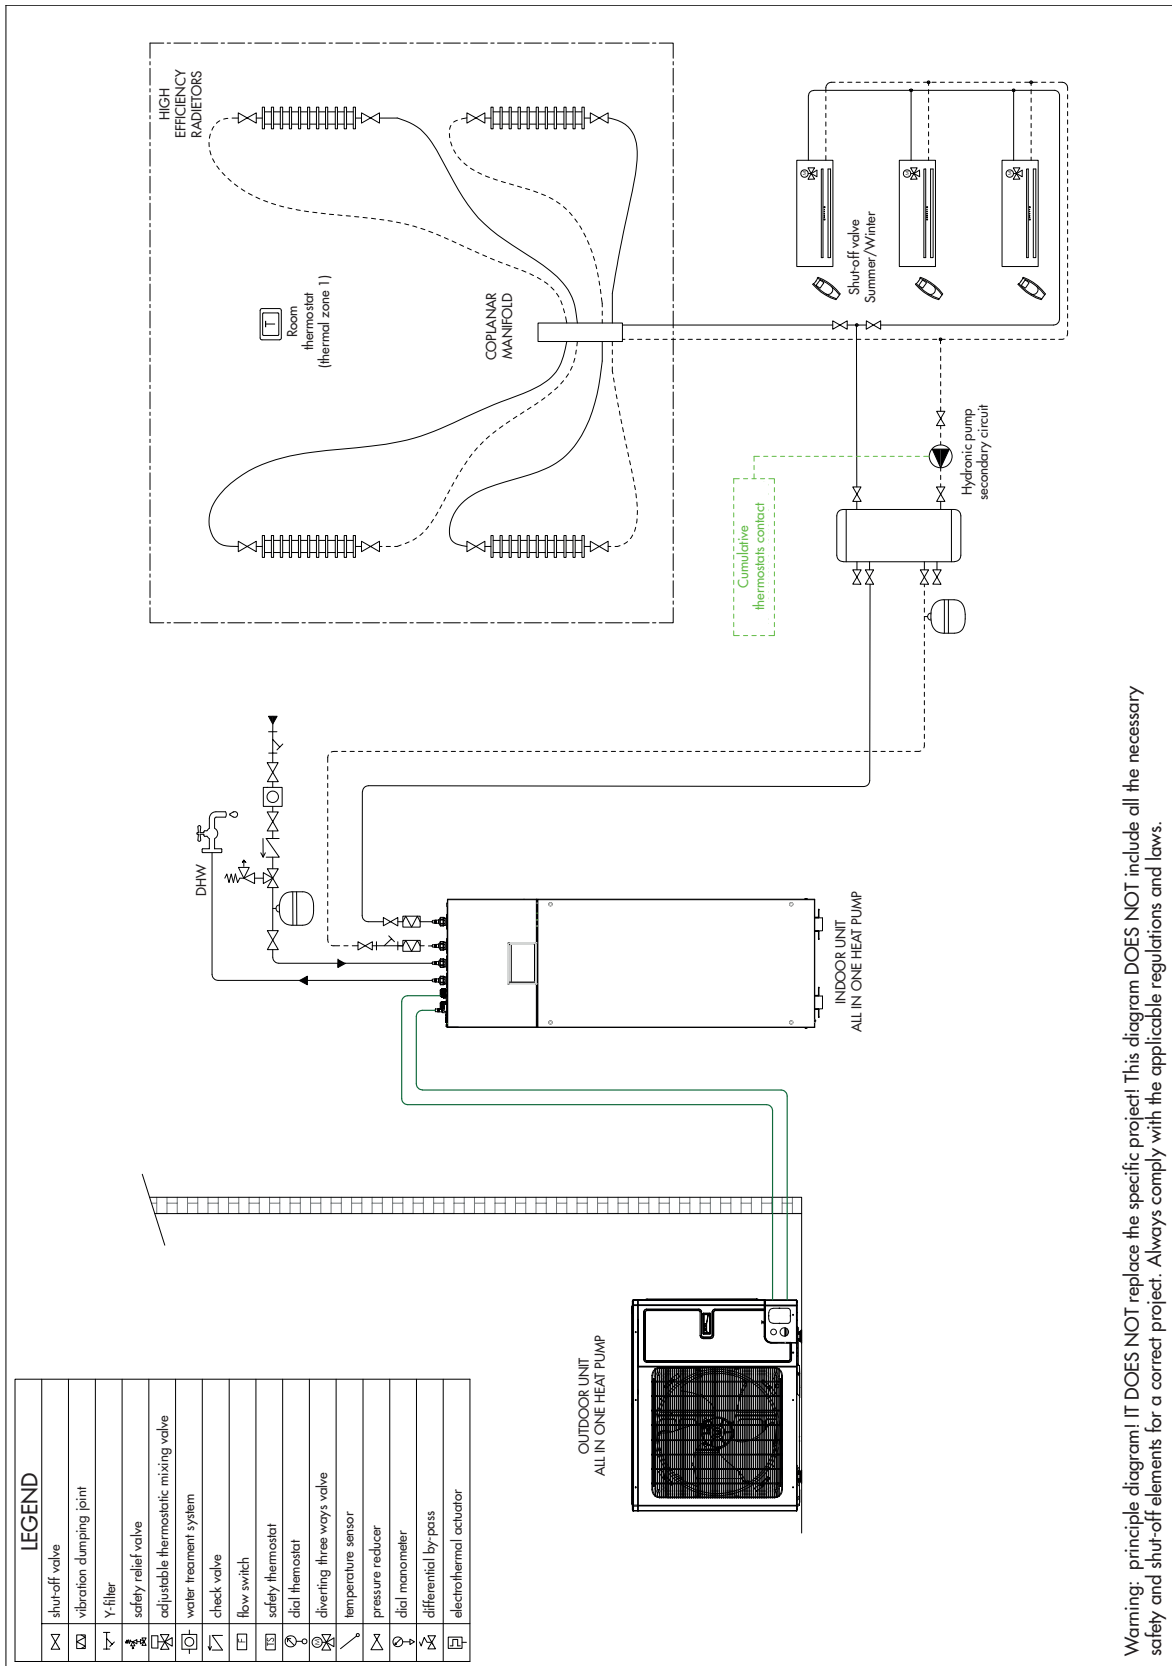 LEGEND
shut-off valve
vibration dumping joint
Y-filter
safety relief valve
adjustable thermostatic mixing valve
water treament system
check valve
F
flow switch
TS
safety thermostat
dial themostat
M
diverting three ways valve
temperature sensor
pressure reducer
dial manometer
differential by-pass
electrothermal actuator
OUTDOOR UNIT
ALL IN ONE HEAT PUMP
INDOOR UNIT
ALL IN ONE HEAT PUMP
DHW
HIGH
EFFICIENCY
RADIETORS
T
Room
thermostat
(thermal zone 1)
COPLANAR
MANIFOLD
Cumulative
thermostats contact
Hydronic pump
secondary circuit
Shut-off valve
Summer/Winter
Warning: principle diagram! IT DOES NOT replace the specific project! This diagram DOES NOT include all the necessary
safety and shut-off elements for a correct project. Always comply with the applicable regulations and laws.